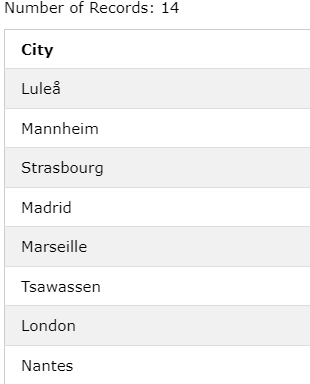 Number of Records: 14
City
Luleå
Mannheim
Strasbourg
Madrid
Marseille
Tsawassen
London
Nantes